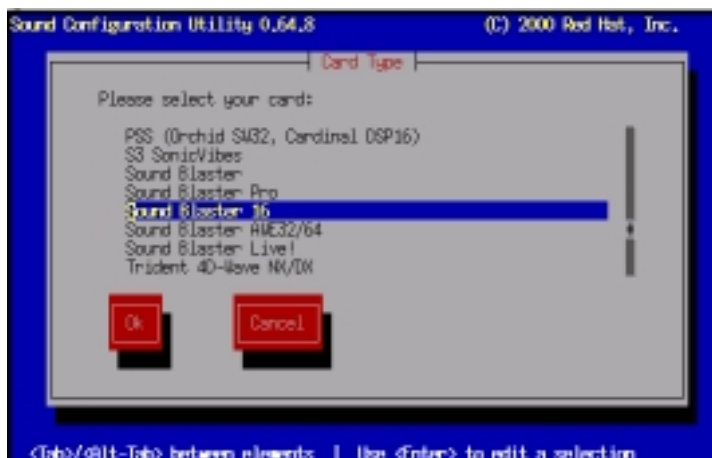 Sound Configuration Utility 0.64.8 (C) 2000 Red Hat, Inc.
Card Type
Please select your card:
PSS (Orchid SW32, Cardinal DSP16)
S3 SonicVibes
Sound Blaster
Sound Blaster Pro
Sound Blaster 16
Sound Blaster AWE32/64
Sound Blaster Live!
Trident 4D-Wave NX/DX
Ok Cancel
<Tab>/<Alt-Tab> between elements | Use <Enter> to edit a selection